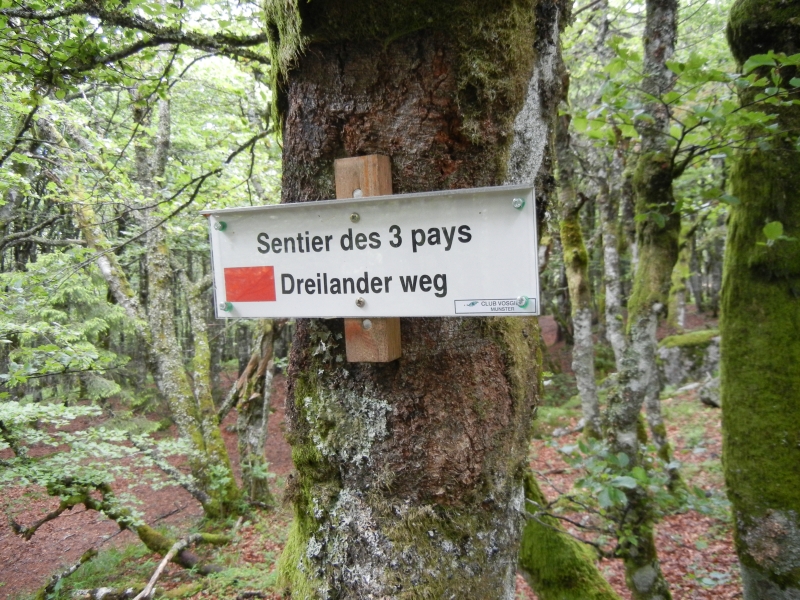 Sentier des 3 pays
Dreilander weg
CLUB VOSGIEN
MUNSTER